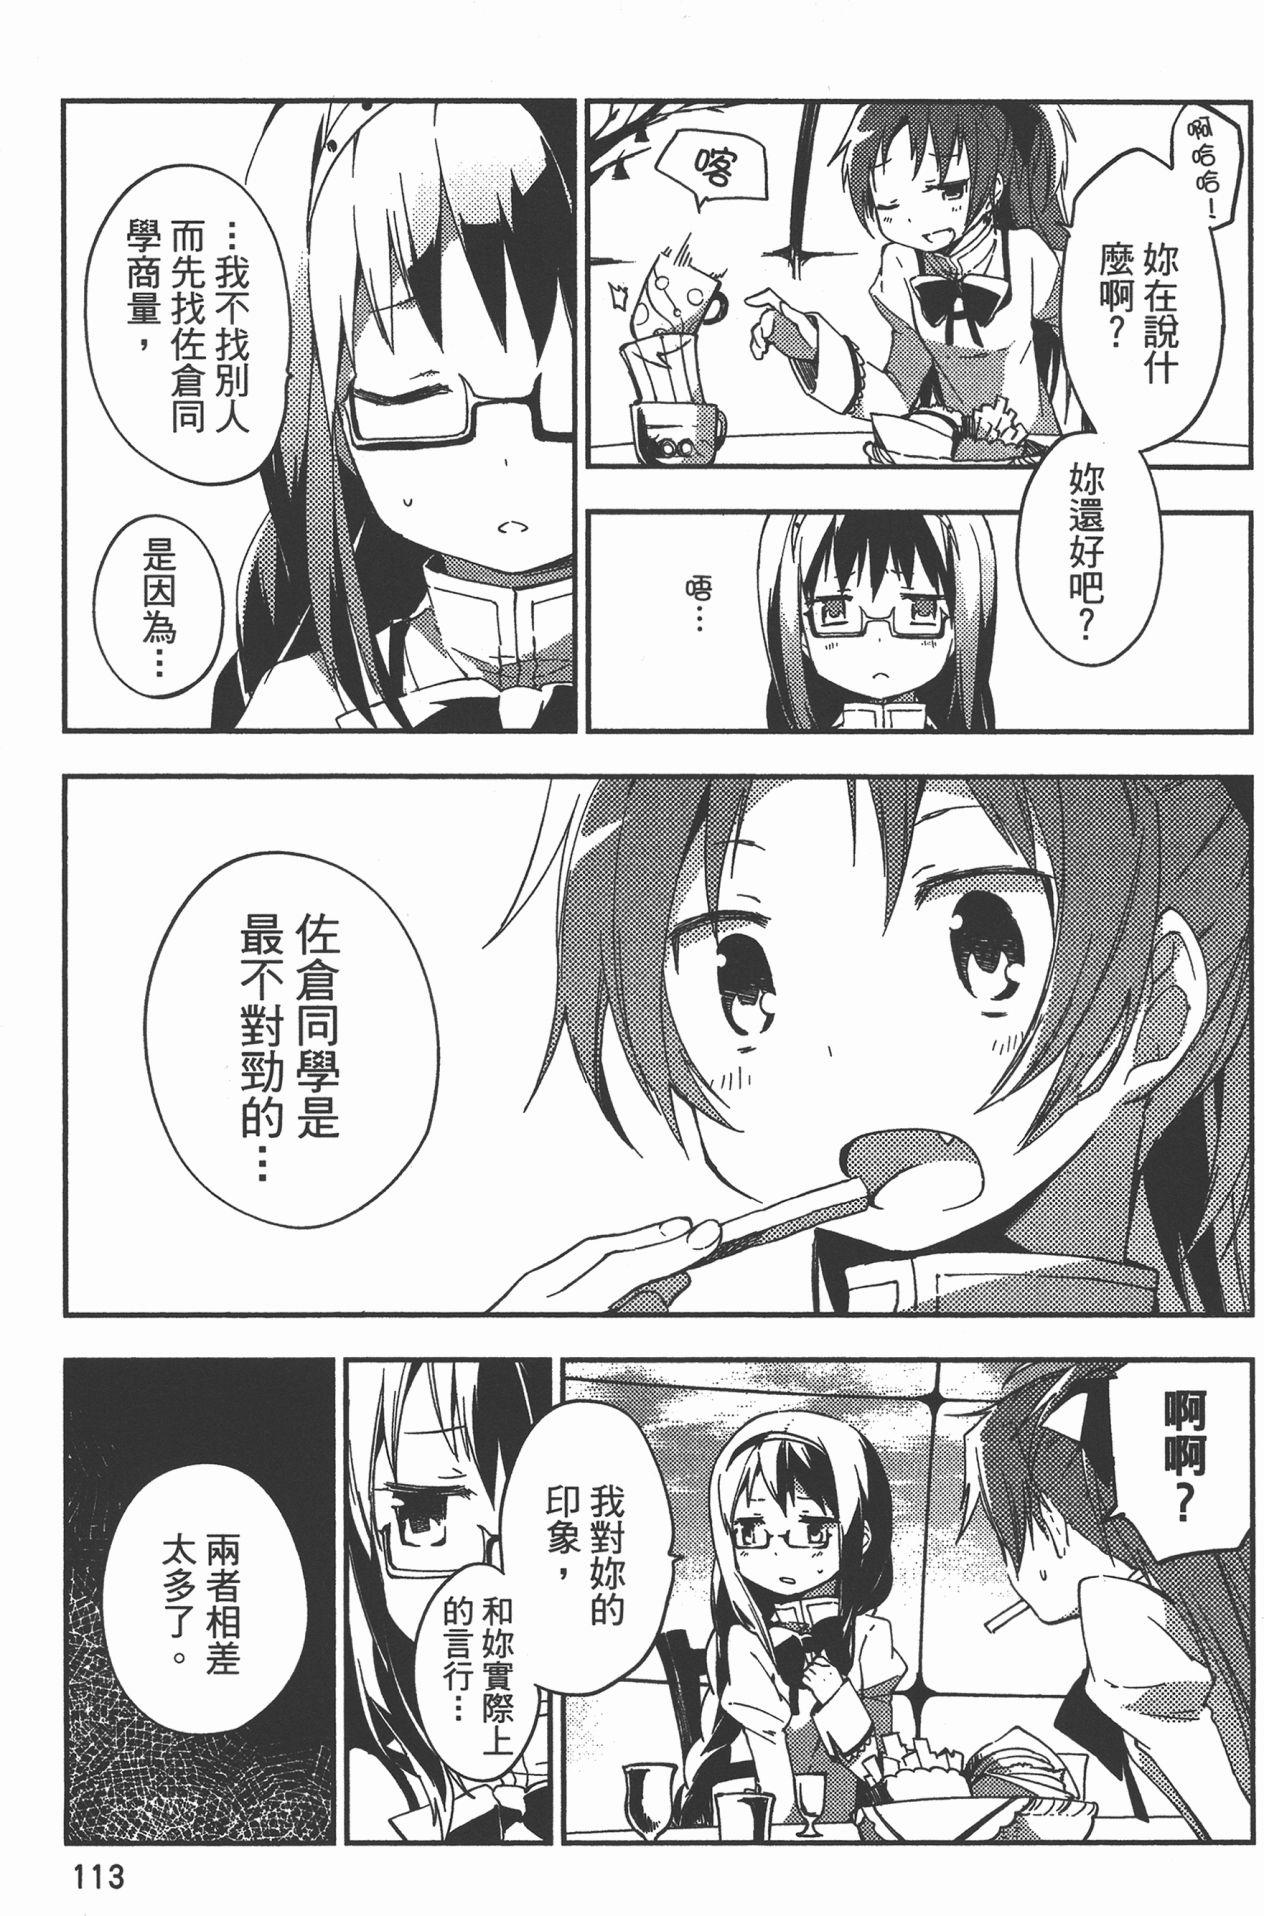 啊哈哈！
妳在說什
麼啊？
喀
妳還好吧？
唔…
…我不找別人
而先找佐倉同
學商量，
是因為…
佐倉同學是
最不對勁的…
啊啊？
我對妳的
印象，
和妳實際上
的言行…
兩者相差
太多了。
113